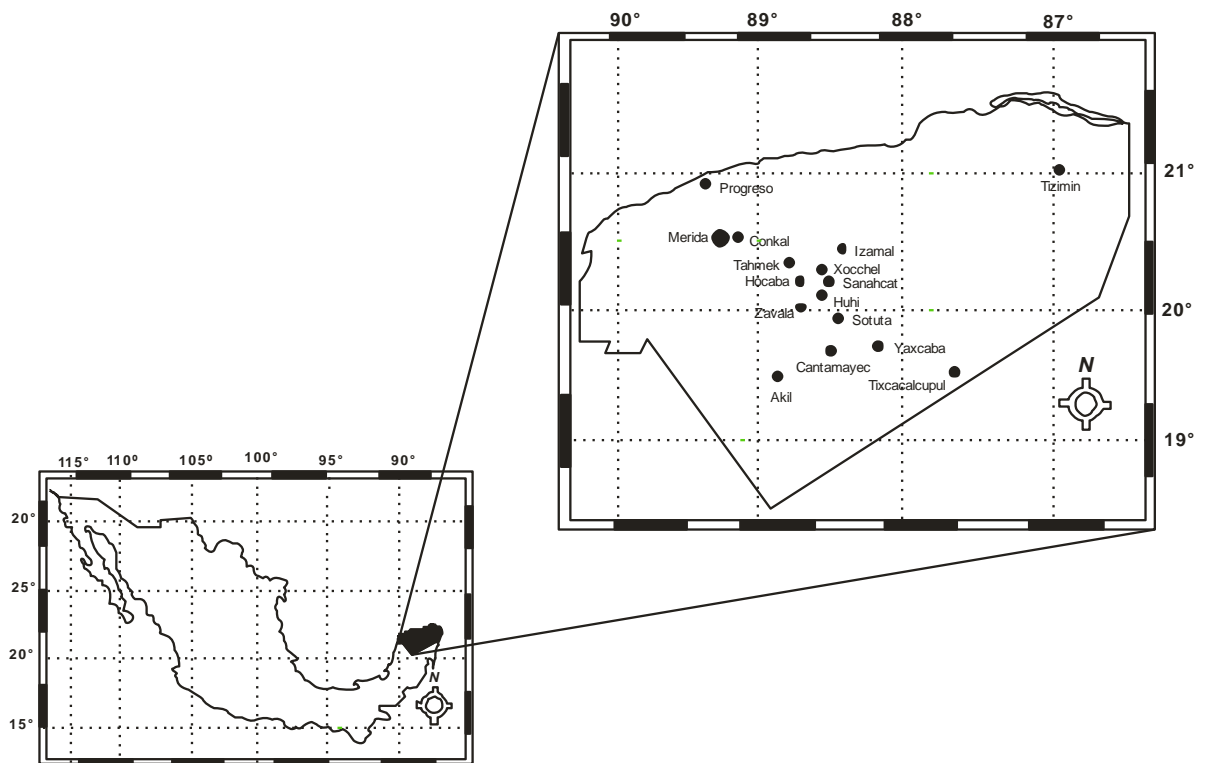 90° 89° 88° 87°
21°
Progreso
Tizimin
Merida
Conkal
Izamal
Tahmek
Xocchel
Hocaba
Sanahcat
Huhi
20°
Zavala
Sotuta
Yaxcaba
Cantamayec
Tixcacalcupul
Akil
N
19°
115° 110° 105° 100° 95° 90°
20°
25°
20°
N
15°